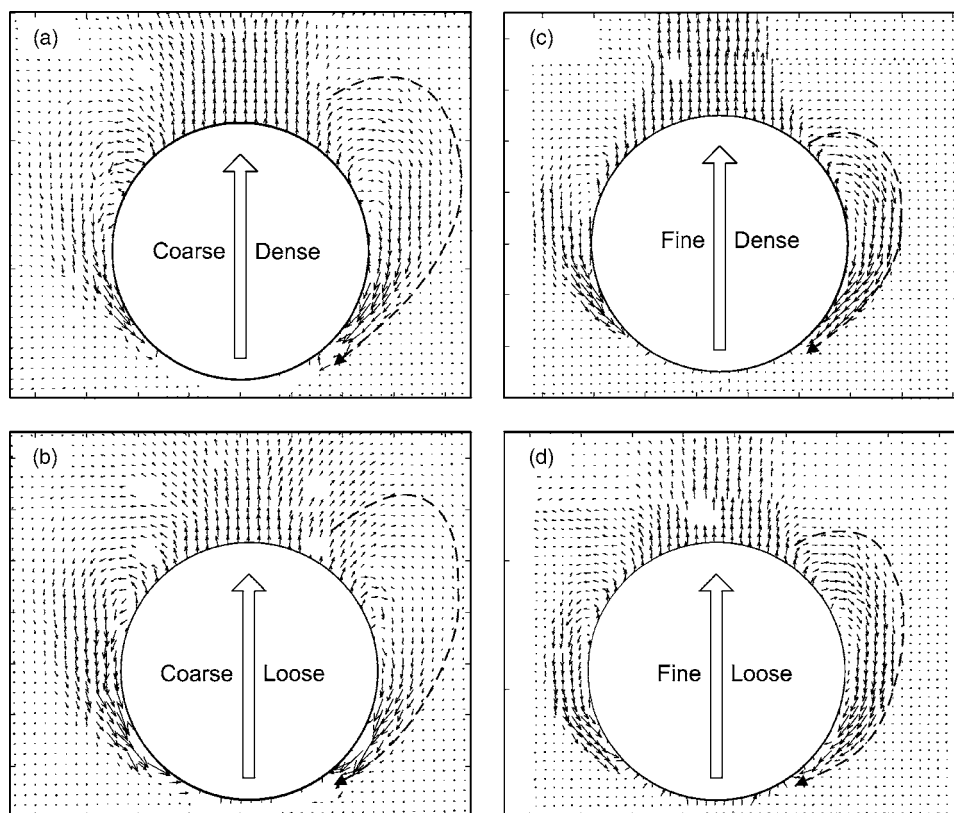 (a)
Coarse Dense
(c)
Fine Dense
(b)
Coarse Loose
(d)
Fine Loose